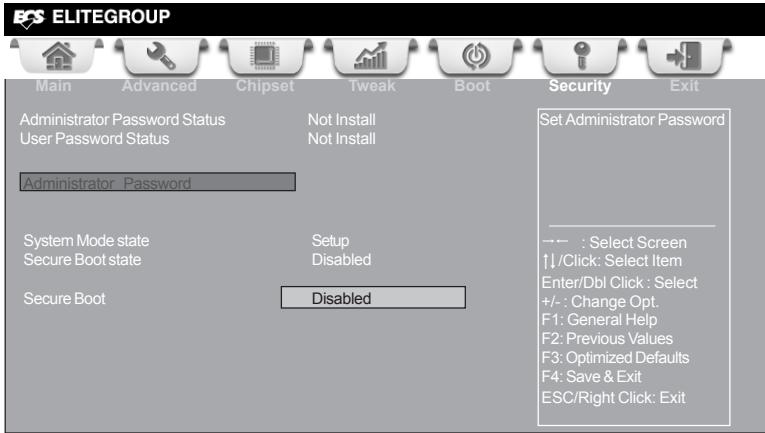 ECS ELITEGROUP
Main Advanced Chipset Tweak Boot Security Exit
Administrator Password Status Not Install
User Password Status Not Install
Administrator Password
System Mode state Setup
Secure Boot state Disabled
Secure Boot Disabled
Set Administrator Password
→← : Select Screen
↑↓/Click: Select Item
Enter/Dbl Click : Select
+/- : Change Opt.
F1: General Help
F2: Previous Values
F3: Optimized Defaults
F4: Save & Exit
ESC/Right Click: Exit